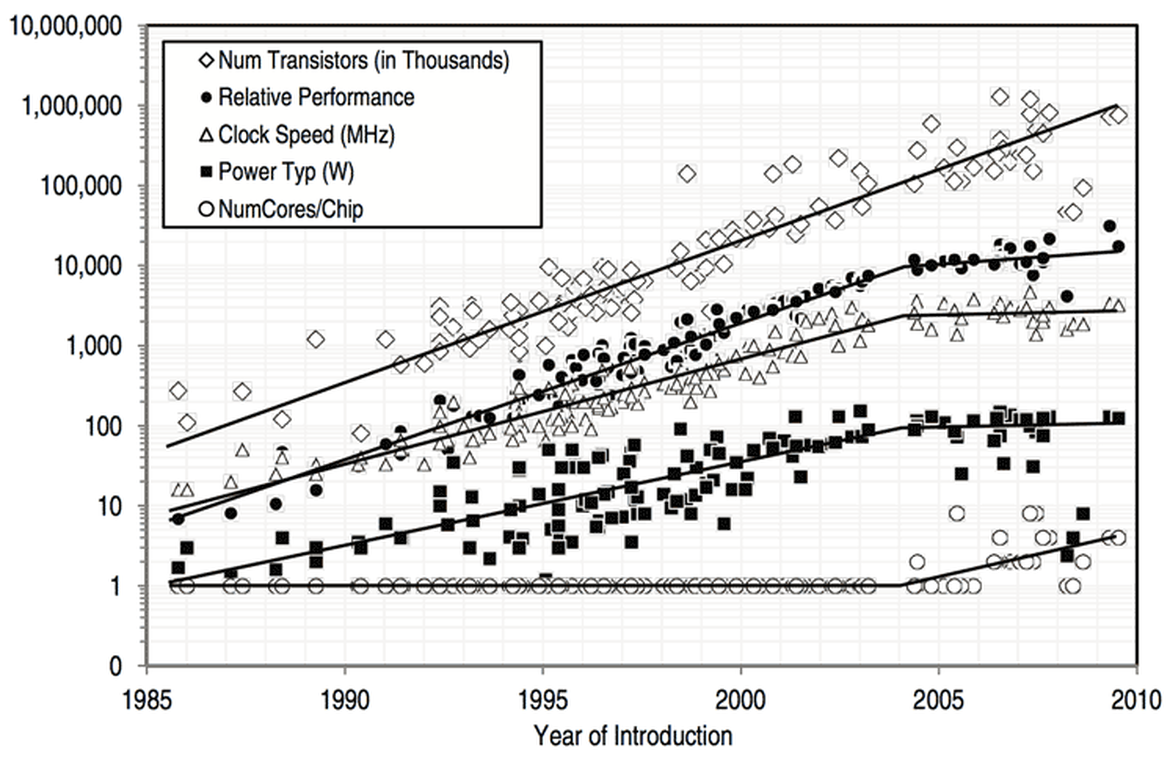 10,000,000
1,000,000
100,000
10,000
1,000
100
10
1
0
Num Transistors (in Thousands)
Relative Performance
Clock Speed (MHz)
Power Typ (W)
NumCores/Chip
1985 1990 1995 2000 2005 2010
Year of Introduction